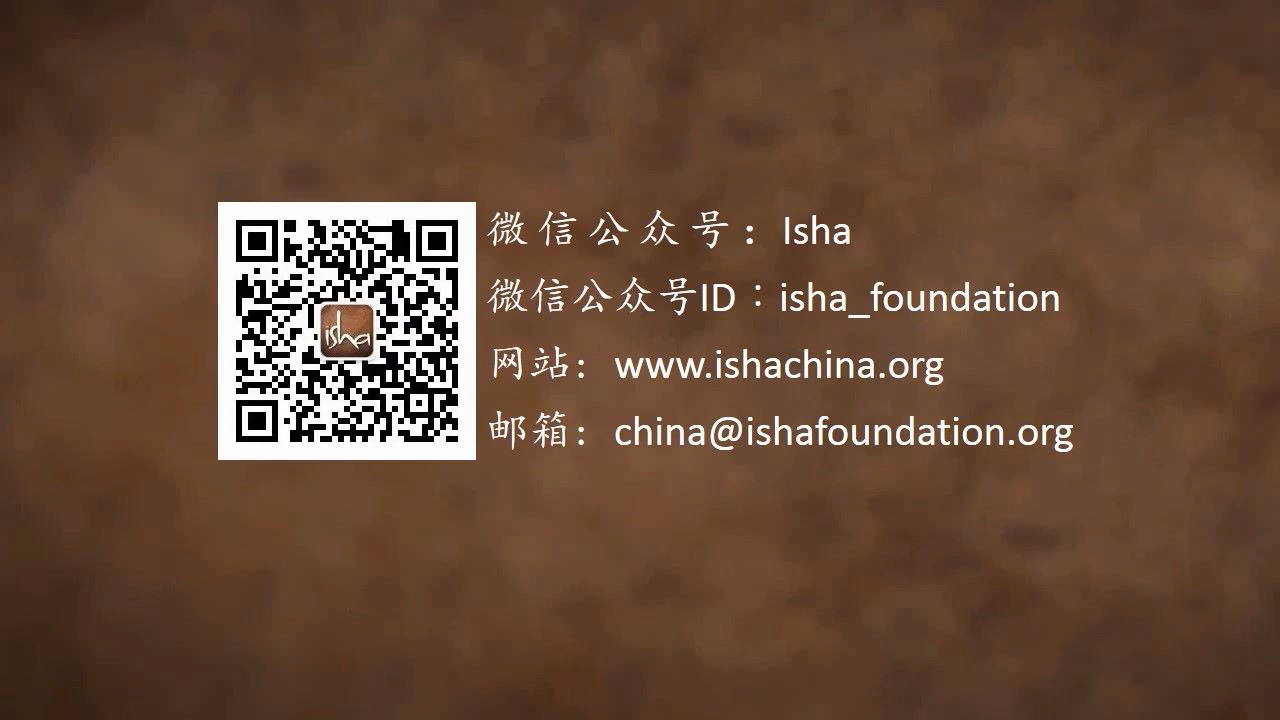 isha
微信公众号：Isha
微信公众号ID：isha_foundation
网站：www.ishachina.org
邮箱：china@ishafoundation.org